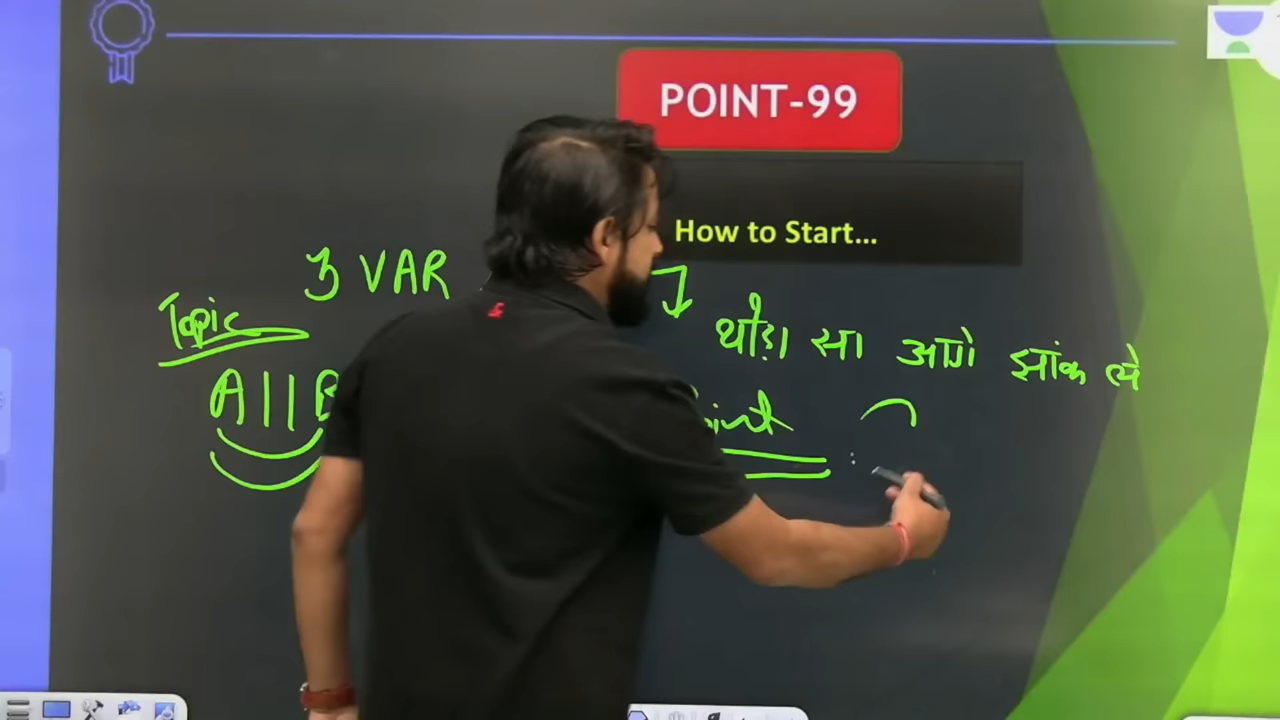 POINT-99
How to Start...
3 VAR
Topic
थोड़ा सा आगे झांक ले
A||B